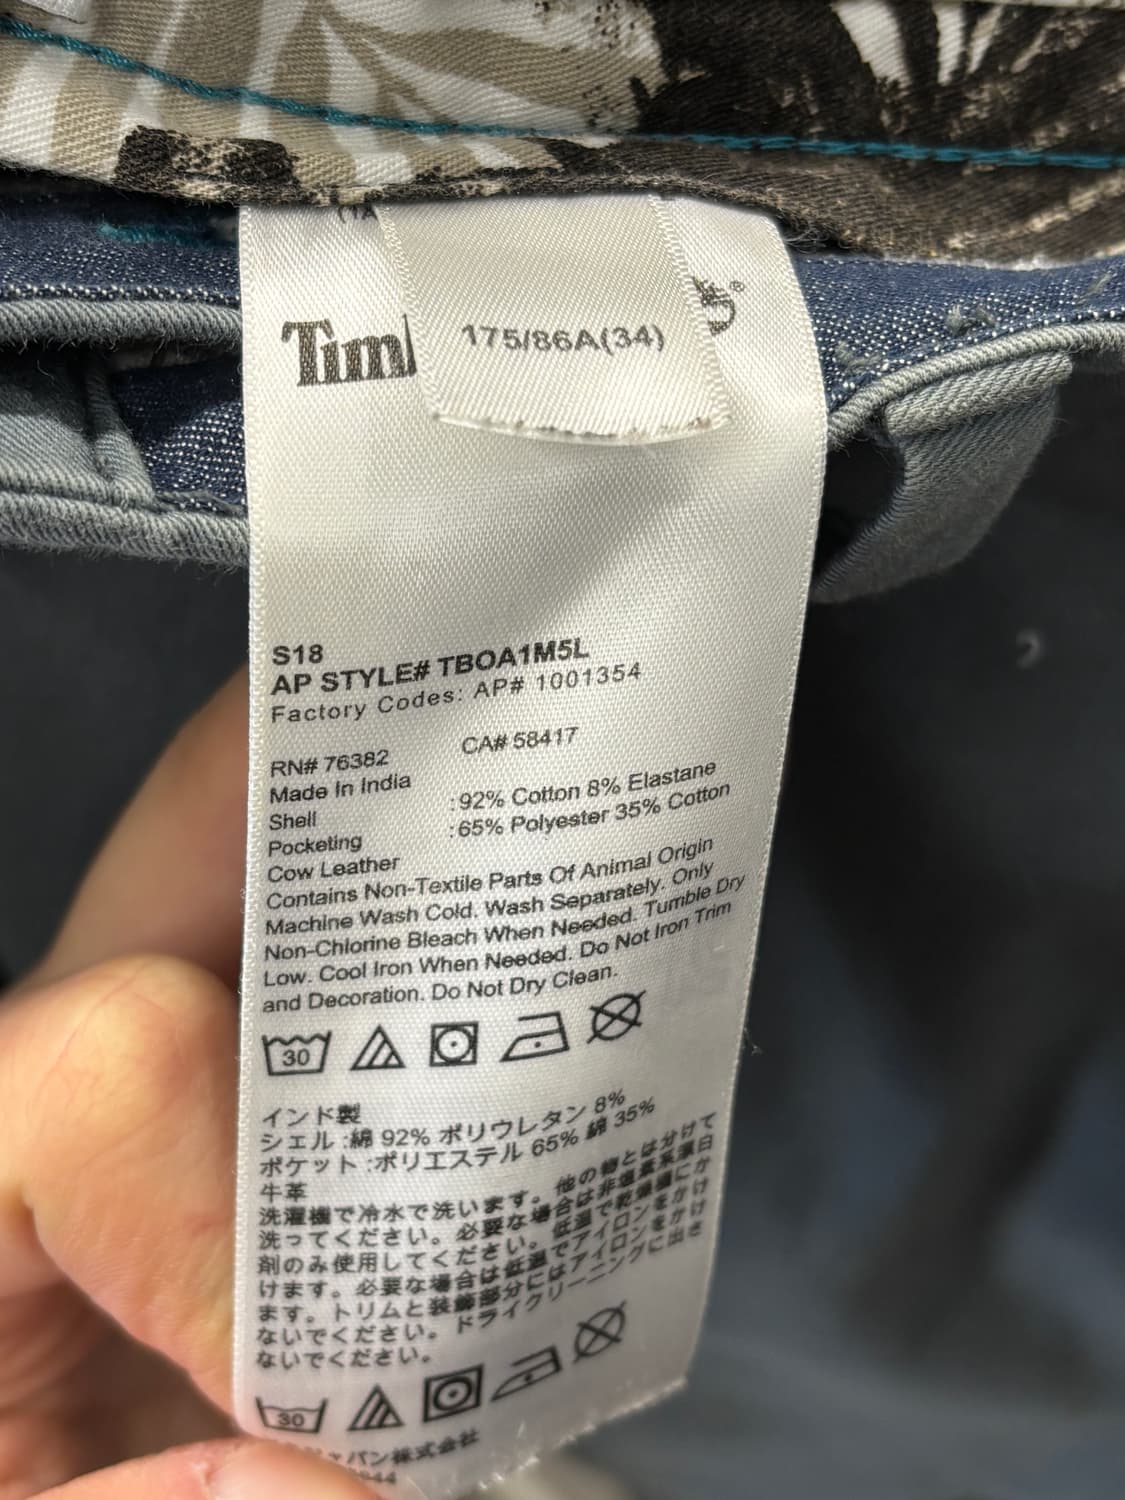 175/86A(34)
S18
AP STYLE# TBOA1M5L
Factory Codes: AP# 1001354
RN# 76382 CA# 58417
Made In India
Shell :92% Cotton 8% Elastane
Pocketing :65% Polyester 35% Cotton
Cow Leather
Contains Non-Textile Parts Of Animal Origin
Machine Wash Cold. Wash Separately. Only
Non-Chlorine Bleach When Needed. Tumble Dry
Low. Cool Iron When Needed. Do Not Iron Trim
and Decoration. Do Not Dry Clean.
30
インド製
シェル :綿 92% ポリウレタン 8%
ポケット :ポリエステル 65% 綿 35%
牛革
洗濯機で冷水で洗います。他の物とは分けて
洗ってください。必要な場合は非塩素系漂白
剤のみ使用してください。低温で乾燥機にか
けます。必要な場合は低温でアイロンをかけ
ます。トリムと装飾部分にはアイロンをかけ
ないでください。ドライクリーニングに出さ
ないでください。
30
パン株式会社